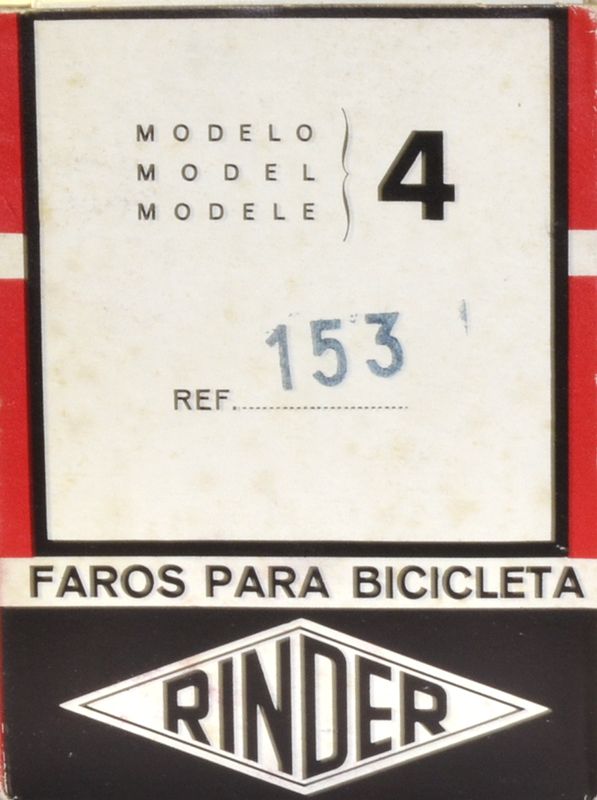 MODELO
MODEL
MODELE
4
153
REF.
FAROS PARA BICICLETA
RINDER